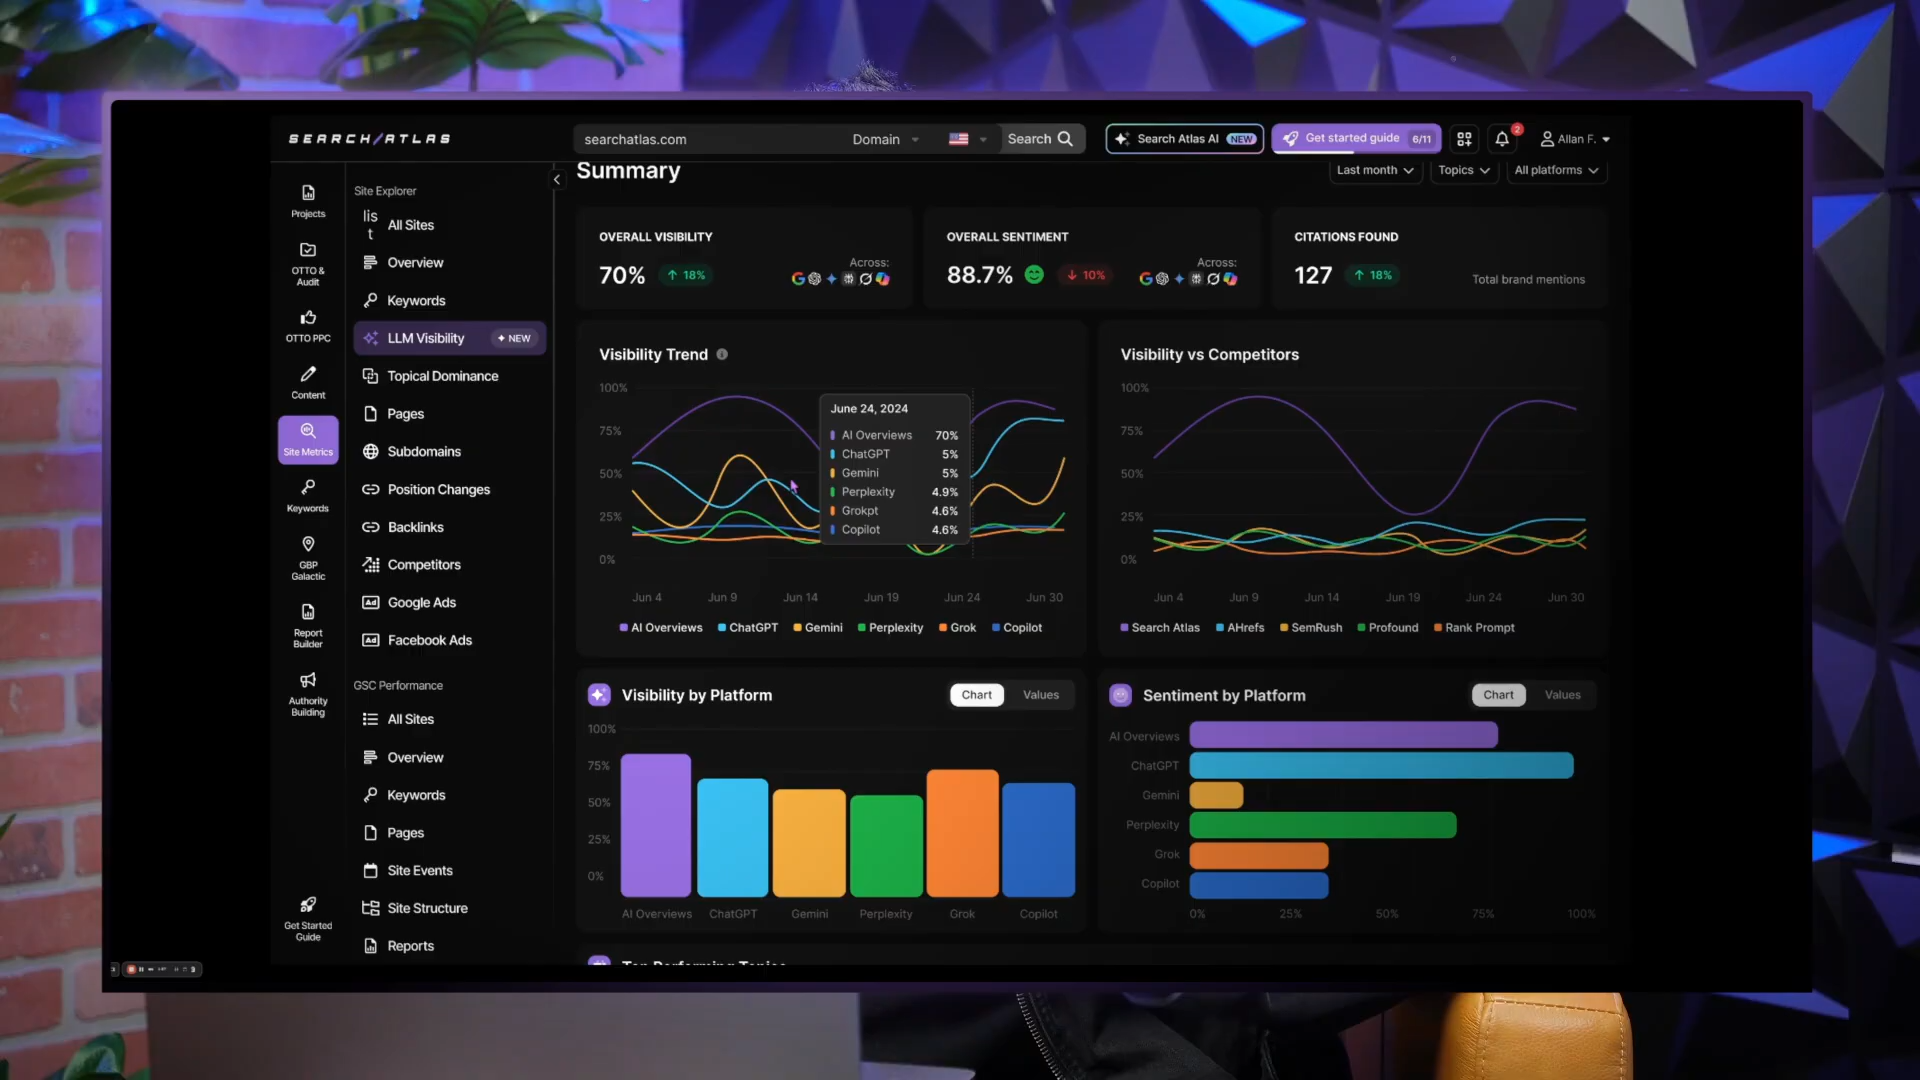 SEARCH/ATLAS
searchatlas.com
Domain
Search
Search Atlas AI NEW
Get started guide 6/11
2
Allan F.
Projects
OTTO &
Audit
OTTO PPC
Content
Site Metrics
Keywords
GBP
Galactic
Report
Builder
Authority
Building
Get Started
Guide
Site Explorer
lis
t
All Sites
Overview
Keywords
LLM Visibility
NEW
Topical Dominance
Pages
Subdomains
Position Changes
Backlinks
Competitors
Ad Google Ads
Ad Facebook Ads
GSC Performance
All Sites
Overview
Keywords
Pages
Site Events
Site Structure
Reports
Summary
Last month
Topics
All platforms
OVERALL VISIBILITY
70% ↑ 18%
Across:
OVERALL SENTIMENT
88.7% ↓ 10%
Across:
CITATIONS FOUND
127 ↑ 18%
Total brand mentions
Visibility Trend
100%
75%
50%
25%
0%
June 24, 2024
AI Overviews 70%
ChatGPT 5%
Gemini 5%
Perplexity 4.9%
Grokpt 4.6%
Copilot 4.6%
Jun 4 Jun 9 Jun 14 Jun 19 Jun 24 Jun 30
AI Overviews ChatGPT Gemini Perplexity Grok Copilot
Visibility vs Competitors
100%
75%
50%
25%
0%
Jun 4 Jun 9 Jun 14 Jun 19 Jun 24 Jun 30
Search Atlas AHrefs SemRush Profound Rank Prompt
Visibility by Platform
Chart Values
100%
75%
50%
25%
0%
AI Overviews ChatGPT Gemini Perplexity Grok Copilot
Sentiment by Platform
Chart Values
AI Overviews
ChatGPT
Gemini
Perplexity
Grok
Copilot
0% 25% 50% 75% 100%
Top Performing Topics